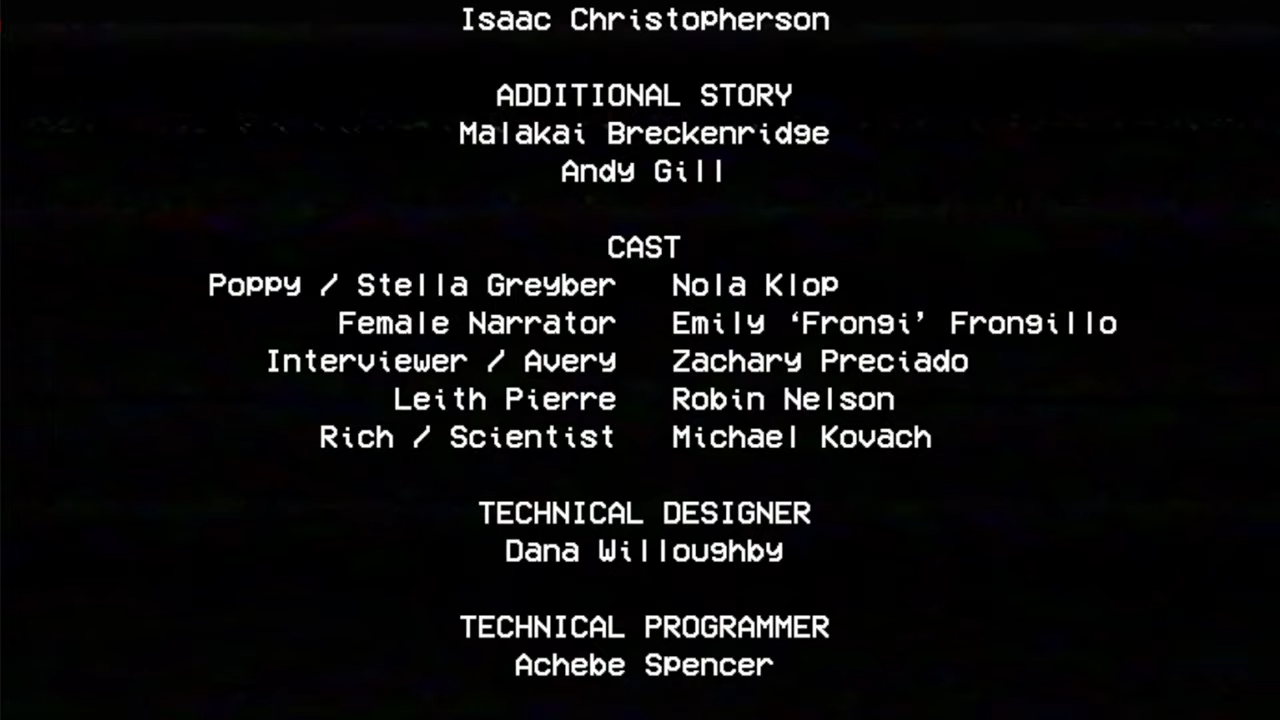 Isaac Christopherson
ADDITIONAL STORY
Malakai Breckenridge
Andy Gill
CAST
Poppy / Stella Greyber Nola Klop
Female Narrator Emily ‘Frongi’ Frongillo
Interviewer / Avery Zachary Preciado
Leith Pierre Robin Nelson
Rich / Scientist Michael Kovach
TECHNICAL DESIGNER
Dana Willoughby
TECHNICAL PROGRAMMER
Achebe Spencer